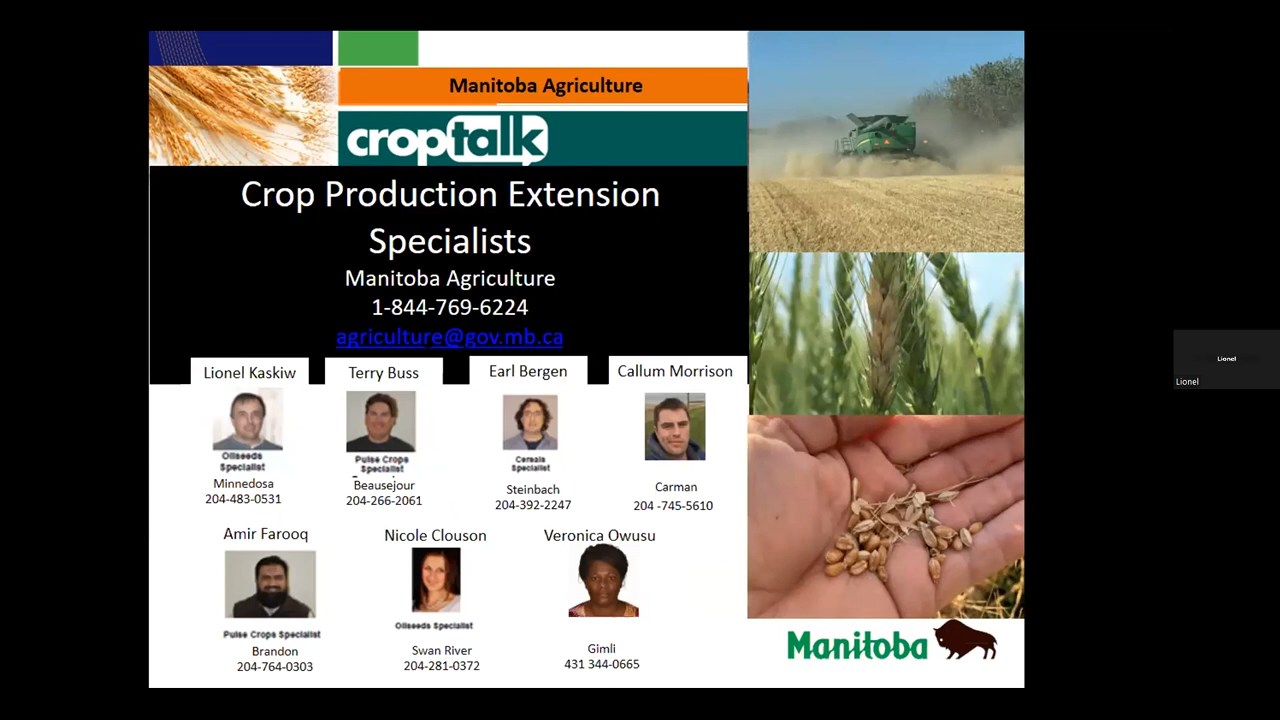 Manitoba Agriculture
croptalk
Crop Production Extension
Specialists
Manitoba Agriculture
1-844-769-6224
agriculture@gov.mb.ca
Lionel Kaskiw
Oilseeds
Specialist
Minnedosa
204-483-0531
Terry Buss
Pulse Crops
Specialist
Beausejour
204-266-2061
Earl Bergen
Cereals
Specialist
Steinbach
204-392-2247
Callum Morrison
Carman
204 -745-5610
Amir Farooq
Pulse Crops Specialist
Brandon
204-764-0303
Nicole Clouson
Oilseeds Specialist
Swan River
204-281-0372
Veronica Owusu
Gimli
431 344-0665
Manitoba
Lionel
Lionel